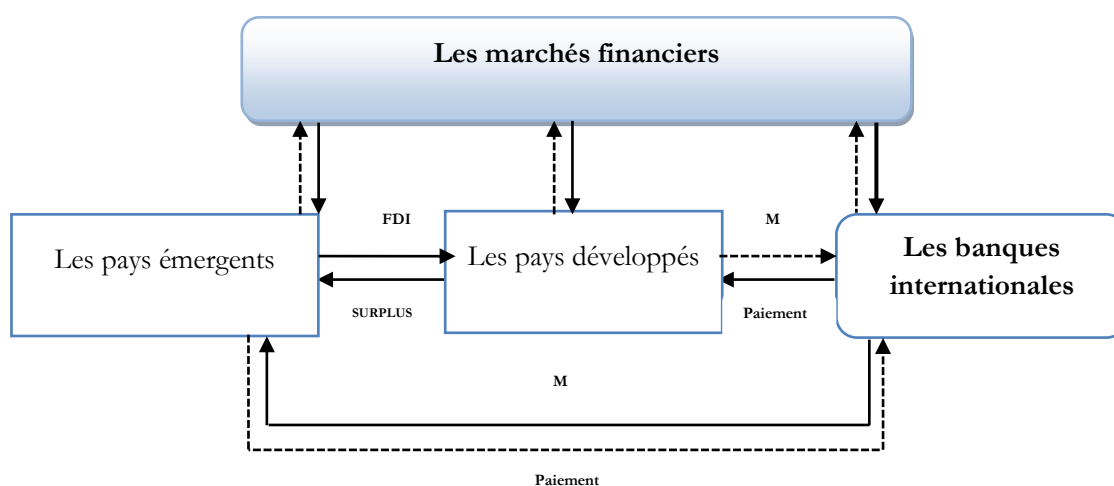 Les marchés financiers
FDI
M
Les pays émergents
Les pays développés
Les banques
internationales
SURPLUS
Paiement
M
Paiement